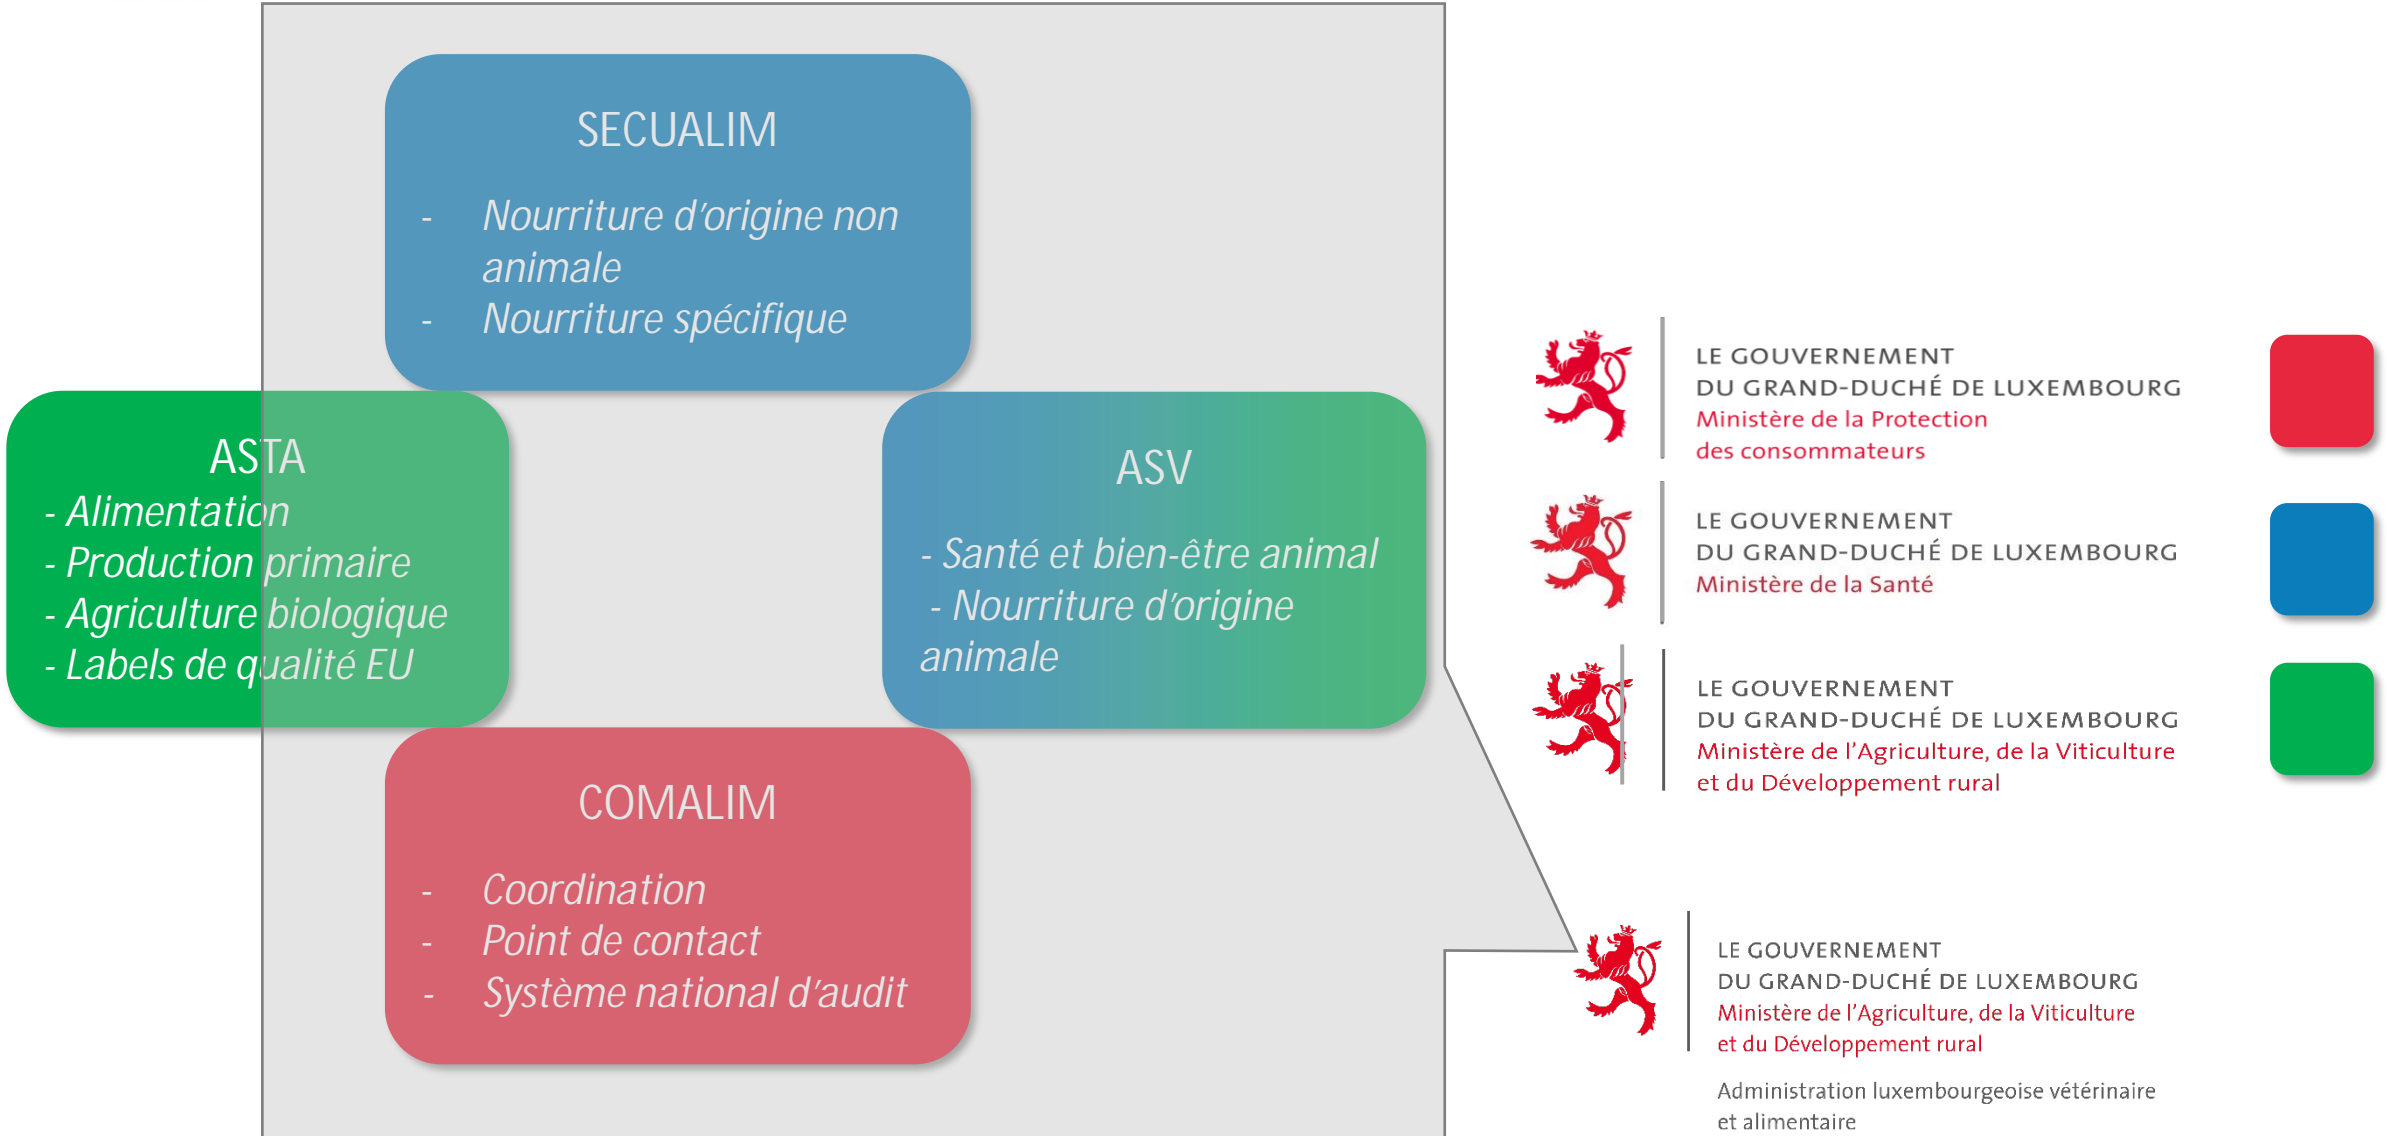 SECUALIM
- Nourriture d’origine non
animale
- Nourriture spécifique
ASTA
- Alimentation
- Production primaire
- Agriculture biologique
- Labels de qualité EU
ASV
- Santé et bien-être animal
- Nourriture d’origine
animale
COMALIM
- Coordination
- Point de contact
- Système national d’audit
LE GOUVERNEMENT
DU GRAND-DUCHÉ DE LUXEMBOURG
Ministère de la Protection
des consommateurs
LE GOUVERNEMENT
DU GRAND-DUCHÉ DE LUXEMBOURG
Ministère de la Santé
LE GOUVERNEMENT
DU GRAND-DUCHÉ DE LUXEMBOURG
Ministère de l’Agriculture, de la Viticulture
et du Développement rural
LE GOUVERNEMENT
DU GRAND-DUCHÉ DE LUXEMBOURG
Ministère de l’Agriculture, de la Viticulture
et du Développement rural
Administration luxembourgeoise vétérinaire
et alimentaire